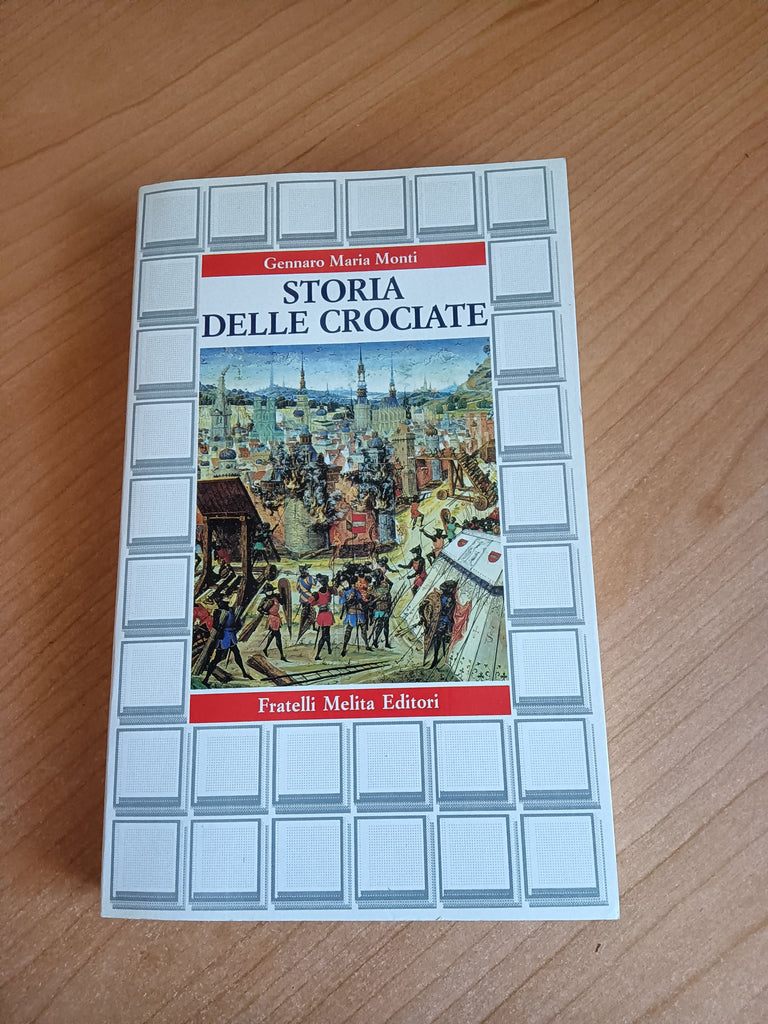 Gennaro Maria Monti
STORIA
DELLE CROCIATE
Fratelli Melita Editori